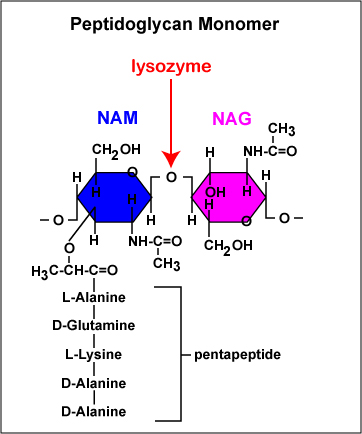 Peptidoglycan Monomer
lysozyme
NAM NAG
CH3
CH2OH H NH-C=O
O O H
H H H OH H
H H H
O O
H NH-C=O CH2OH
O CH3
H3C-C-C=O
H
L-Alanine
D-Glutamine
L-Lysine
pentapeptide
D-Alanine
D-Alanine